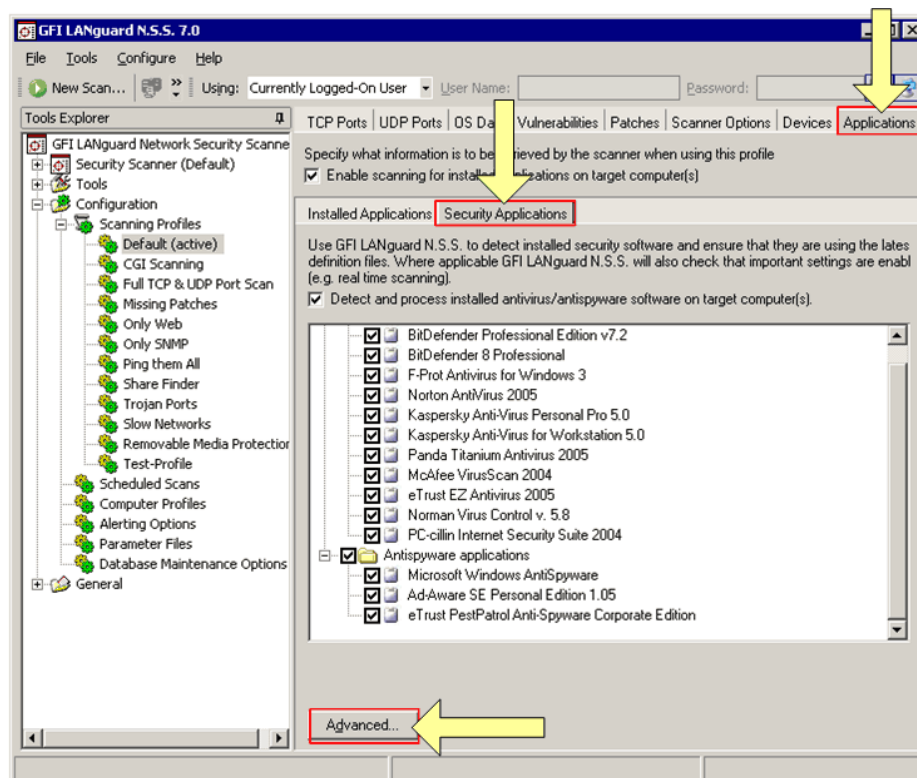 GFI LANguard N.S.S. 7.0
File Tools Configure Help
New Scan... Using: Currently Logged-On User User Name: Password:
Tools Explorer
GFI LANguard Network Security Scanne
Security Scanner (Default)
Tools
Configuration
Scanning Profiles
Default (active)
CGI Scanning
Full TCP & UDP Port Scan
Missing Patches
Only Web
Only SNMP
Ping them All
Share Finder
Trojan Ports
Slow Networks
Removable Media Protection
Test-Profile
Scheduled Scans
Computer Profiles
Alerting Options
Parameter Files
Database Maintenance Options
General
TCP Ports UDP Ports OS Da Vulnerabilities Patches Scanner Options Devices Applications
Specify what information is to be retrieved by the scanner when using this profile
Enable scanning for installed applications on target computer(s)
Installed Applications Security Applications
Use GFI LANguard N.S.S. to detect installed security software and ensure that they are using the lates
definition files. Where applicable GFI LANguard N.S.S. will also check that important settings are enabl
(e.g. real time scanning).
Detect and process installed antivirus/antispyware software on target computer(s).
BitDefender Professional Edition v7.2
BitDefender 8 Professional
F-Prot Antivirus for Windows 3
Norton AntiVirus 2005
Kaspersky Anti-Virus Personal Pro 5.0
Kaspersky Anti-Virus for Workstation 5.0
Panda Titanium Antivirus 2005
McAfee VirusScan 2004
eTrust EZ Antivirus 2005
Norman Virus Control v. 5.8
PC-cillin Internet Security Suite 2004
Antispyware applications
Microsoft Windows AntiSpyware
Ad-Aware SE Personal Edition 1.05
eTrust PestPatrol Anti-Spyware Corporate Edition
Advanced...